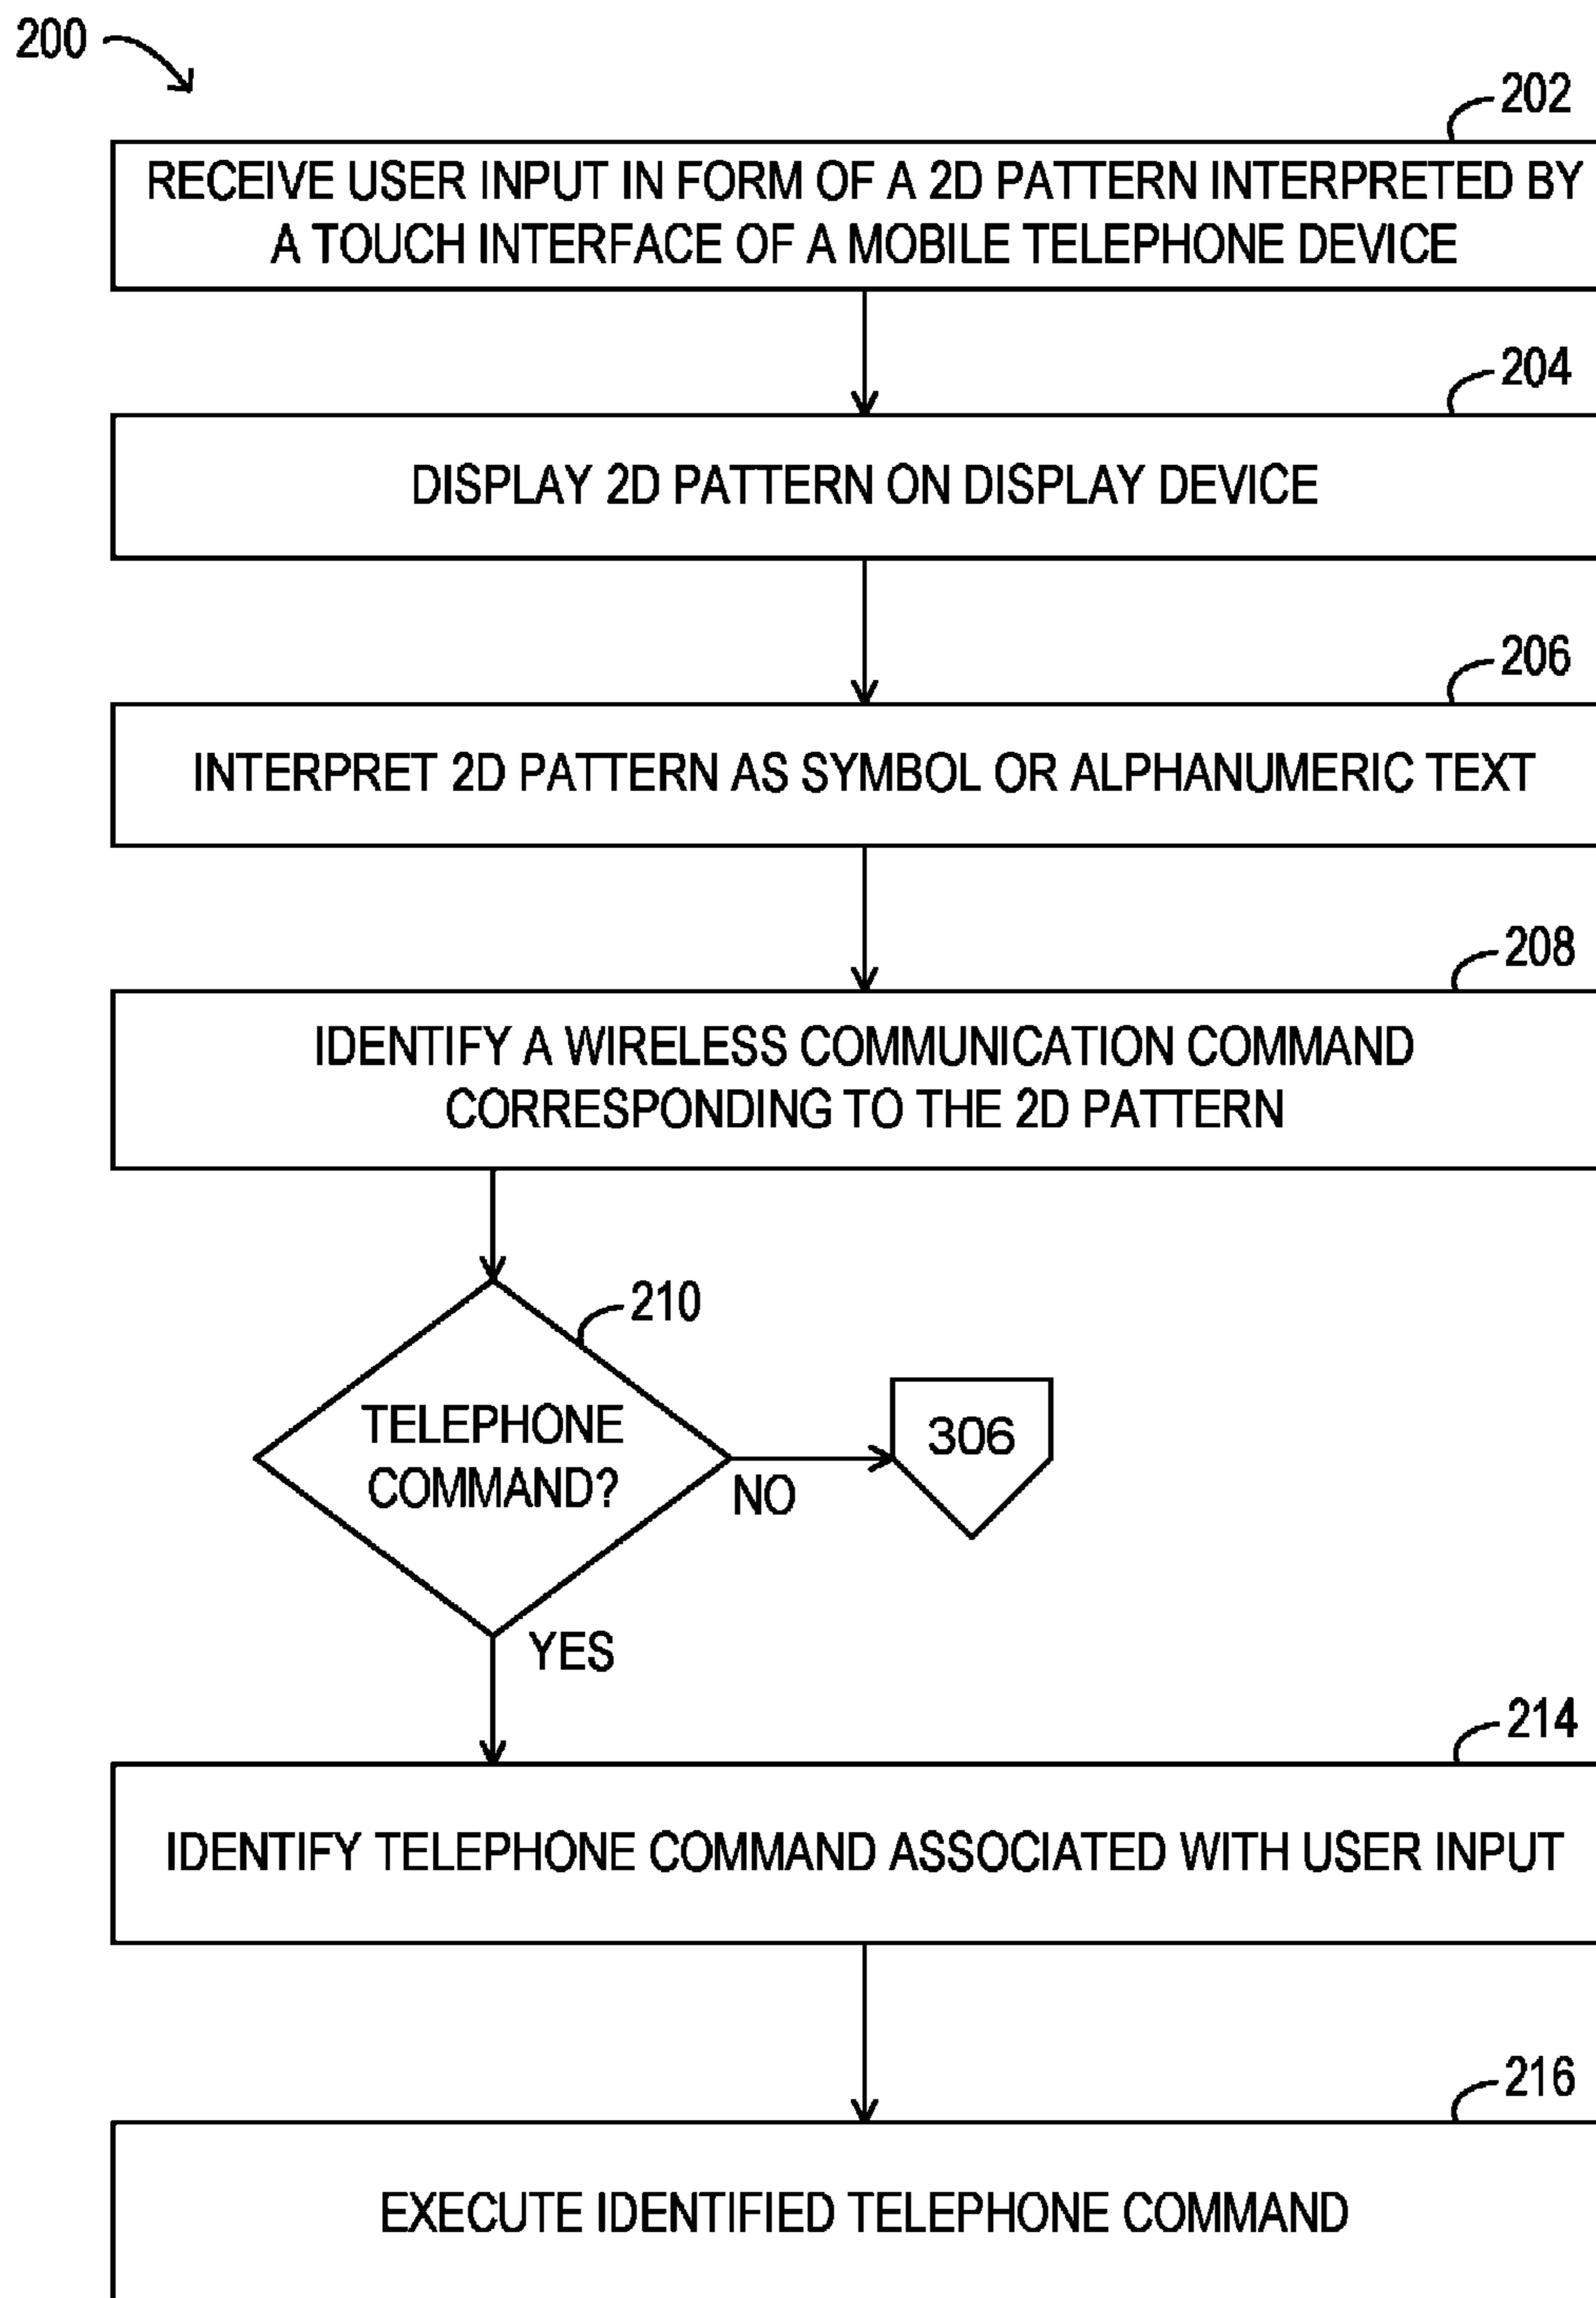 200
202
RECEIVE USER INPUT IN FORM OF A 2D PATTERN INTERPRETED BY
A TOUCH INTERFACE OF A MOBILE TELEPHONE DEVICE
204
DISPLAY 2D PATTERN ON DISPLAY DEVICE
206
INTERPRET 2D PATTERN AS SYMBOL OR ALPHANUMERIC TEXT
208
IDENTIFY A WIRELESS COMMUNICATION COMMAND
CORRESPONDING TO THE 2D PATTERN
210
TELEPHONE
COMMAND?
NO
306
YES
214
IDENTIFY TELEPHONE COMMAND ASSOCIATED WITH USER INPUT
216
EXECUTE IDENTIFIED TELEPHONE COMMAND